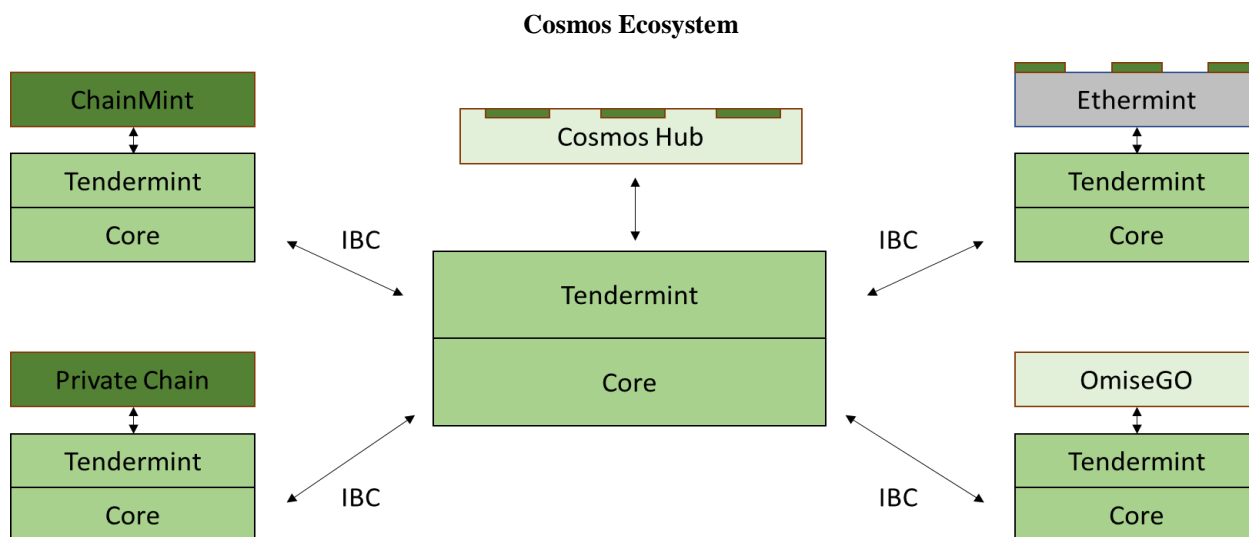 Cosmos Ecosystem
ChainMint
Tendermint
Core
Cosmos Hub
Ethermint
Tendermint
Core
IBC
IBC
Tendermint
Core
Private Chain
Tendermint
Core
OmiseGO
Tendermint
Core
IBC
IBC